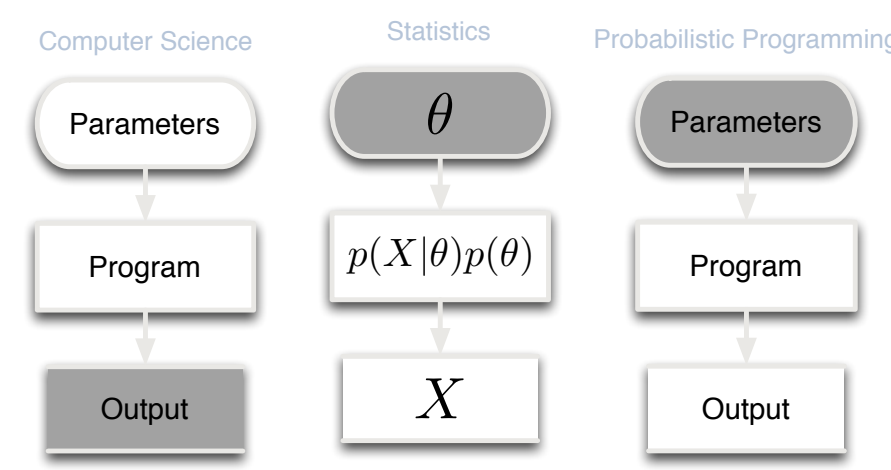 Computer Science
Parameters
Program
Output
Statistics
θ
p(X|θ)p(θ)
X
Probabilistic Programming
Parameters
Program
Output